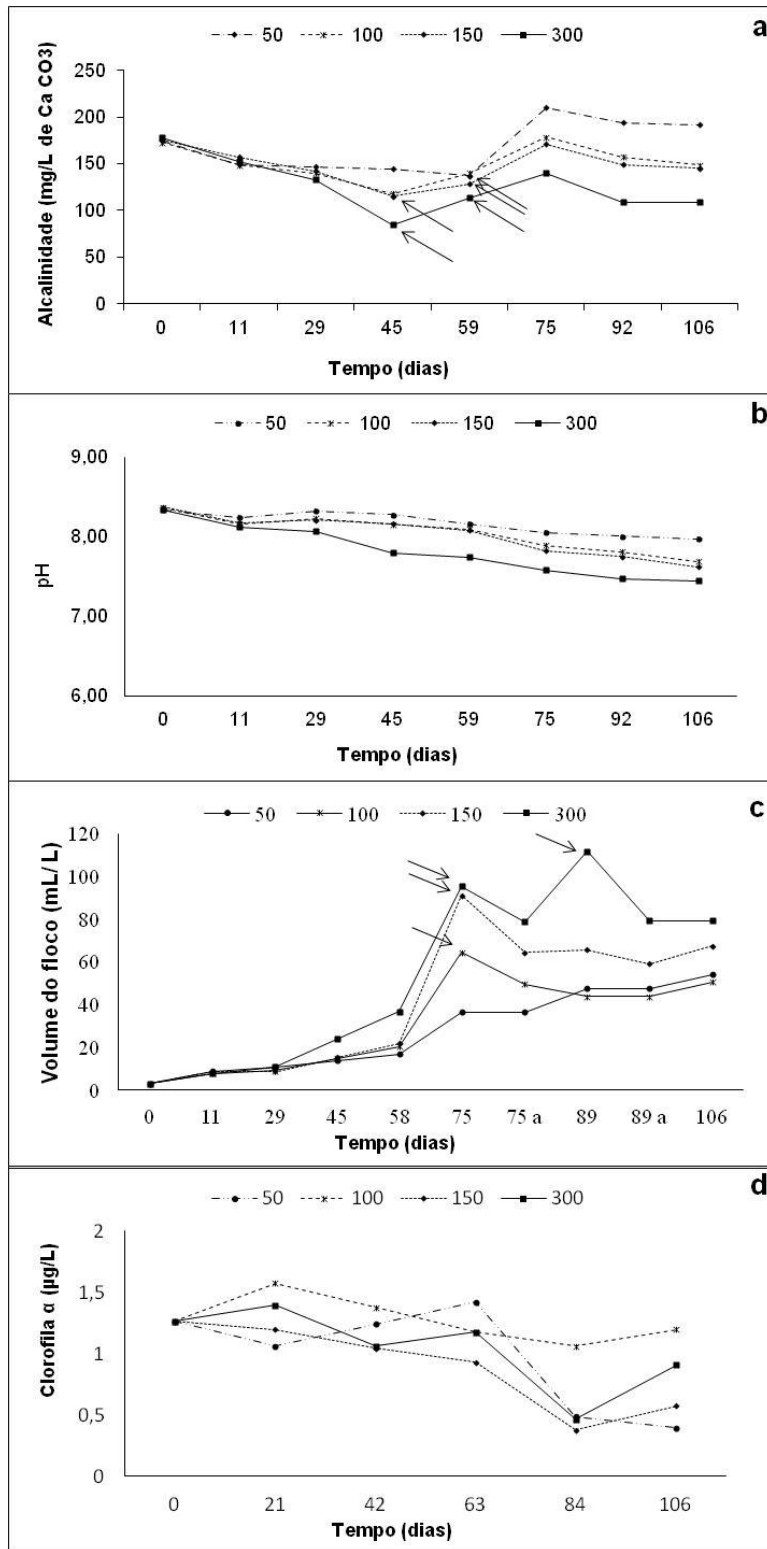 a
50 100 150 300
Alcalinidade (mg/L de Ca CO3)
250
200
150
100
50
0
0 11 29 45 59 75 92 106
Tempo (dias)
b
50 100 150 300
pH
9,00
8,00
7,00
6,00
0 11 29 45 59 75 92 106
Tempo (dias)
c
50 100 150 300
Volume do floco (mL/ L)
120
100
80
60
40
20
0
0 11 29 45 58 75 75 a 89 89 a 106
Tempo (dias)
d
50 100 150 300
Clorofila α (µg/L)
2
1,5
1
0,5
0
0 21 42 63 84 106
Tempo (dias)